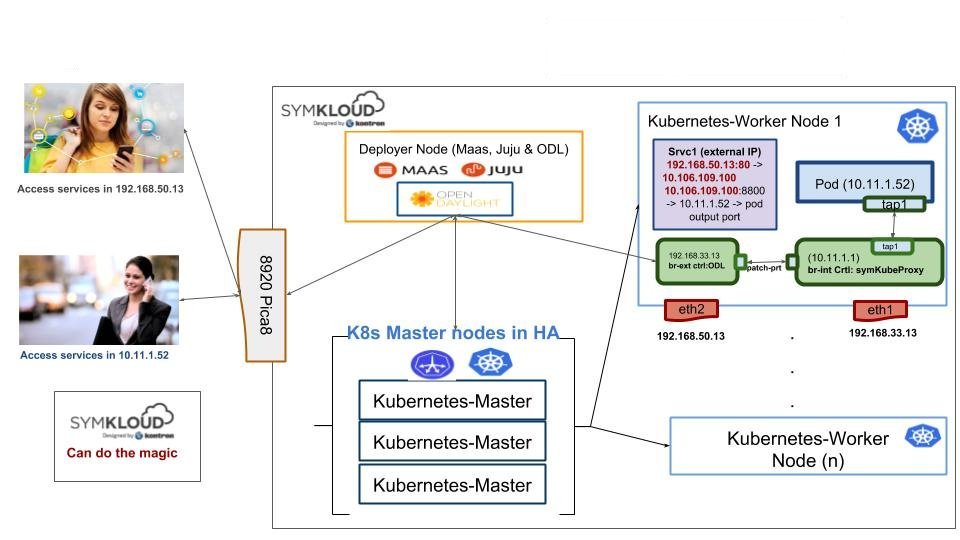 SYMKLOUD
Designed by kontron
Kubernetes-Worker Node 1
Deployer Node (Maas, Juju & ODL)
MAAS
JUJU
OPEN
DAYLIGHT
Srvc1 (external IP)
192.168.50.13:80 ->
10.106.109.100
10.106.109.100:8800
-> 10.11.1.52 -> pod
output port
Pod (10.11.1.52)
tap1
tap1
192.168.33.13
br-ext ctrl:ODL
patch-prt
(10.11.1.1)
br-int Crtl: symKubeProxy
eth2
192.168.50.13
eth1
192.168.33.13
Access services in 192.168.50.13
8920 Pica8
Access services in 10.11.1.52
K8s Master nodes in HA
Kubernetes-Master
Kubernetes-Master
Kubernetes-Master
SYMKLOUD
Designed by kontron
Can do the magic
Kubernetes-Worker
Node (n)